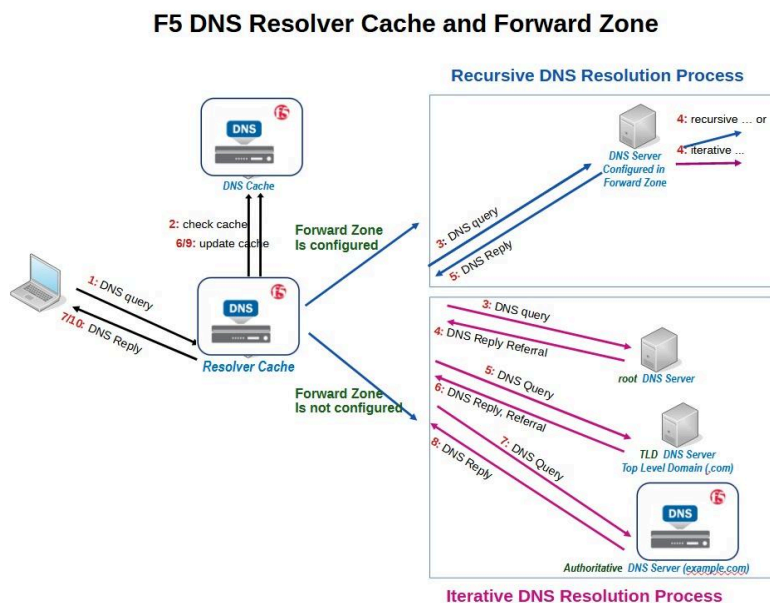 F5 DNS Resolver Cache and Forward Zone
Recursive DNS Resolution Process
DNS
DNS Cache
DNS Server
Configured in
Forward Zone
4: recursive … or
4: iterative ...
2: check cache
6/9: update cache
Forward Zone
Is configured
3: DNS query
5: DNS Reply
1: DNS query
7/10: DNS Reply
DNS
Resolver Cache
Forward Zone
Is not configured
3: DNS query
4: DNS Reply Referral
root DNS Server
5: DNS Query
6: DNS Reply, Referral
TLD DNS Server
Top Level Domain (,com)
7: DNS Query
8: DNS Reply
DNS
Authoritative DNS Server (example.com)
Iterative DNS Resolution Process